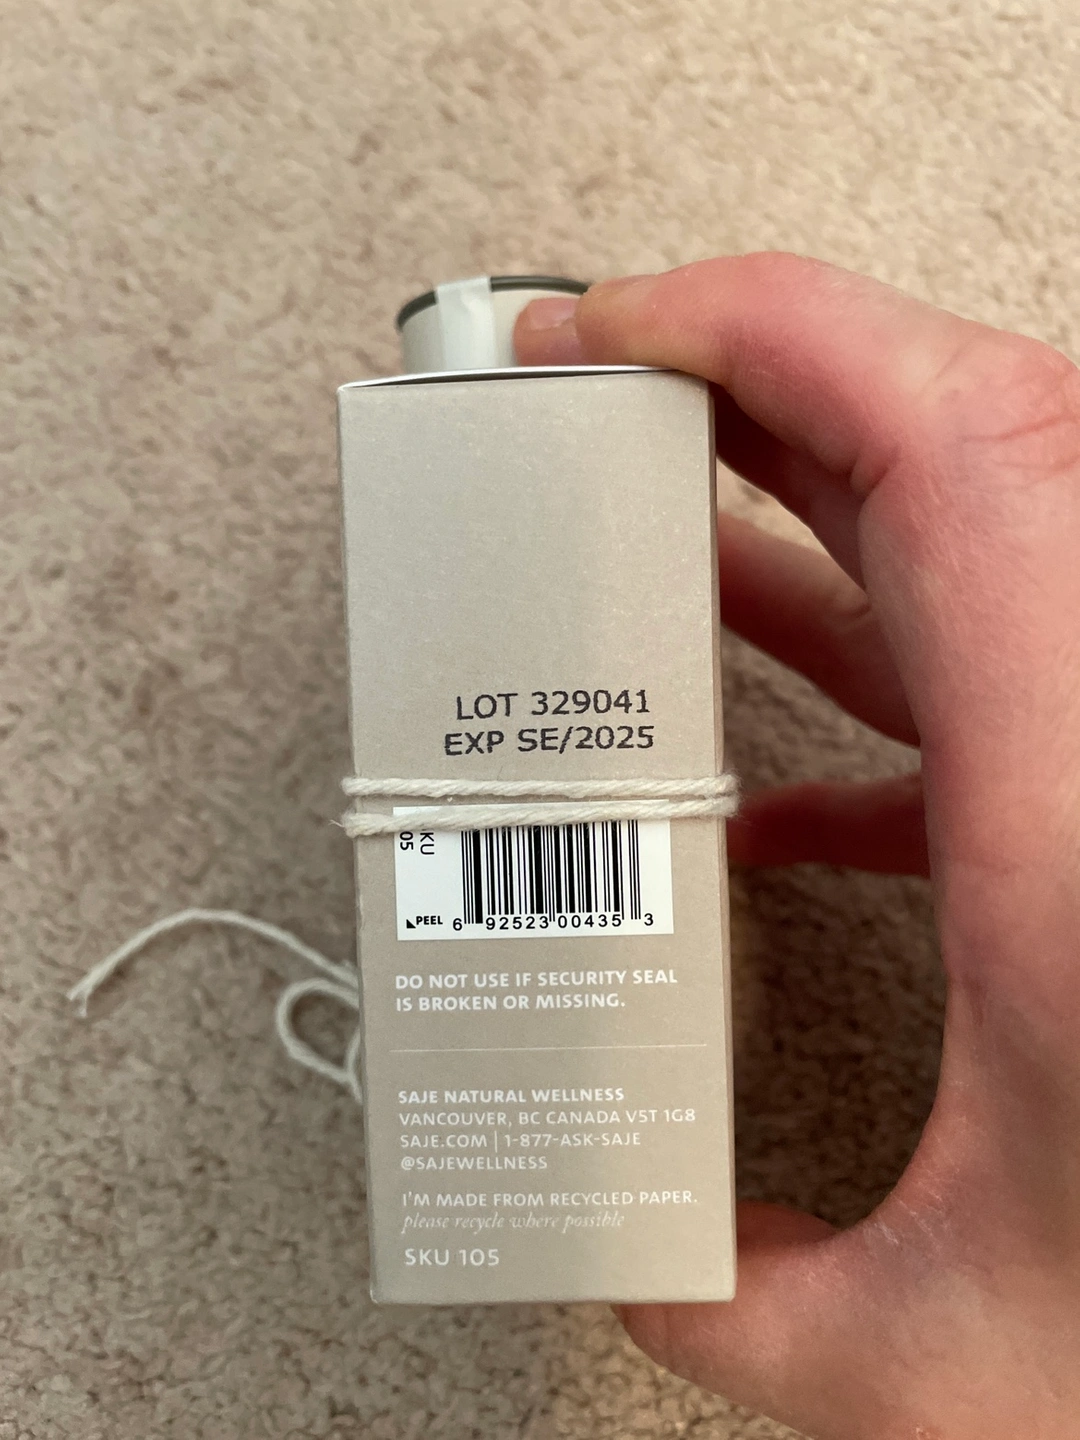 LOT 329041
EXP SE/2025
KU
05
PEEL
6 92523 00435 3
DO NOT USE IF SECURITY SEAL
IS BROKEN OR MISSING.
SAJE NATURAL WELLNESS
VANCOUVER, BC CANADA V5T 1G8
SAJE.COM | 1-877-ASK-SAJE
@SAJEWELLNESS
I'M MADE FROM RECYCLED PAPER.
please recycle where possible
SKU 105